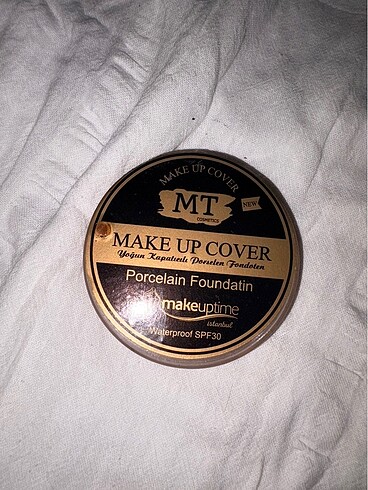 MAKE UP COVER
MT
COSMETICS
NEW
MAKE UP COVER
Yoğun Kapatıcılı Porselen Fondöten
Porcelain Foundatin
makeuptime
istanbul
Waterproof SPF30